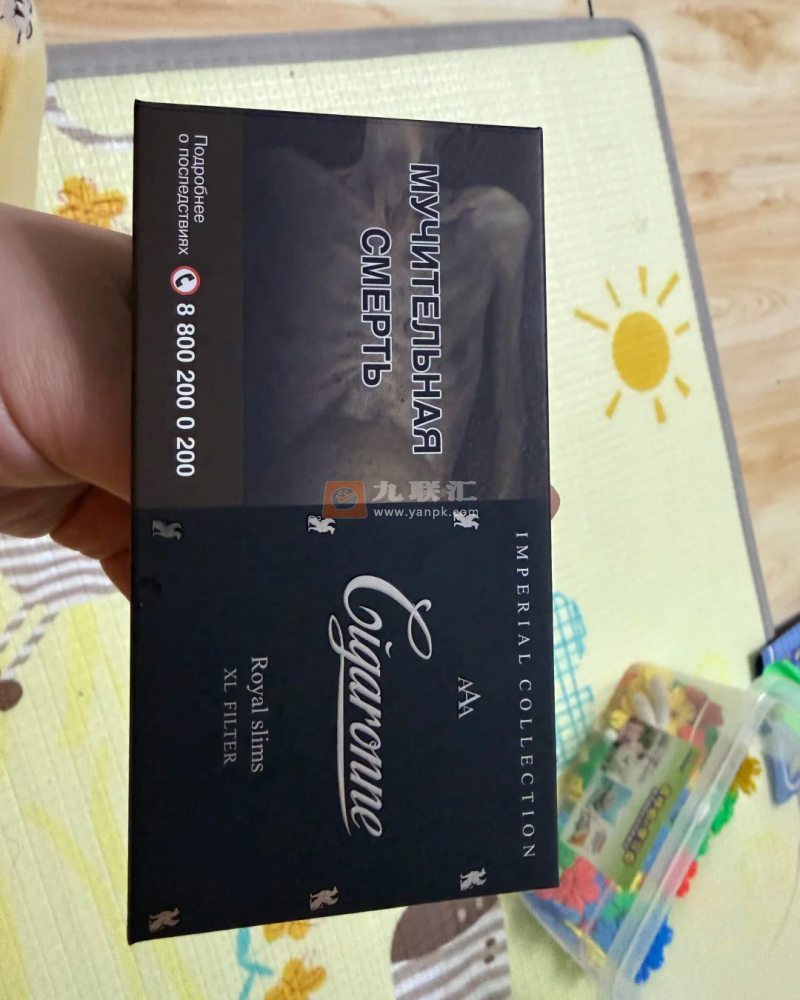 МУЧИТЕЛЬНАЯ
СМЕРТЬ
Подробнее
о последствиях
8 800 200 0 200
IMPERIAL COLLECTION
AAA
Cigaronne
Royal slims
XL FILTER
九联汇
www.yanpk.com